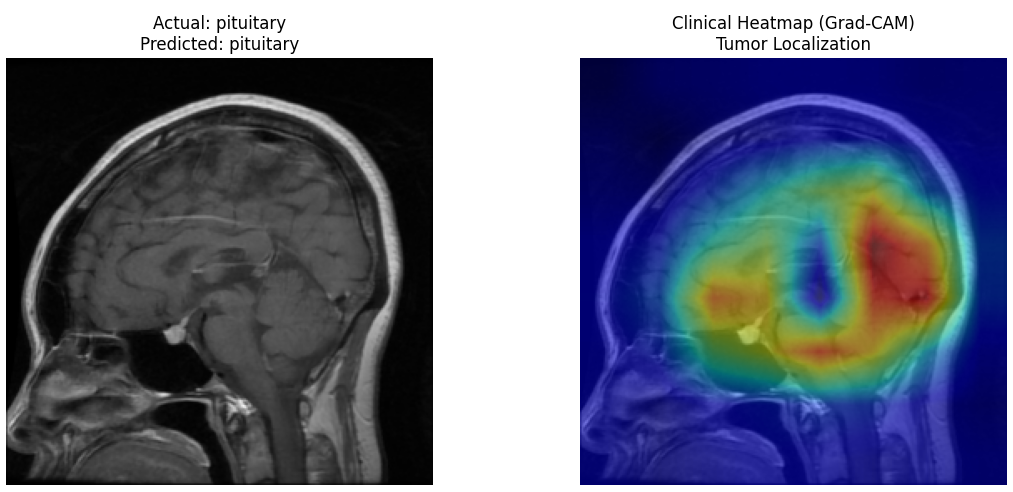 Actual: pituitary
Predicted: pituitary
Clinical Heatmap (Grad-CAM)
Tumor Localization